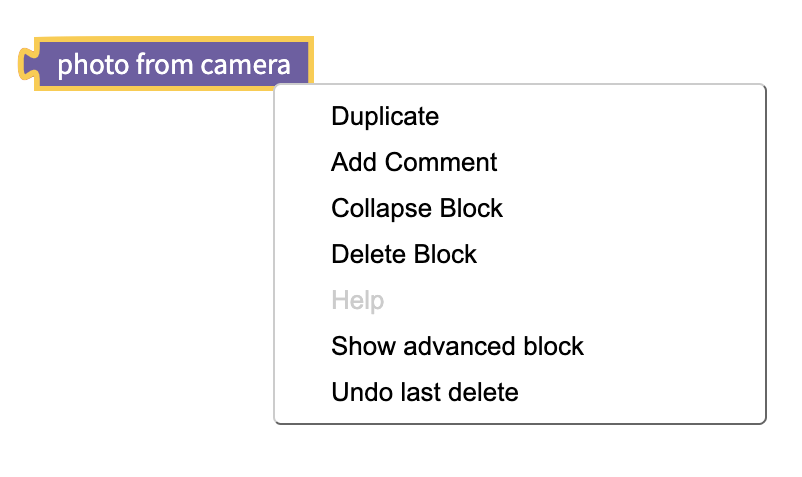 photo from camera
Duplicate
Add Comment
Collapse Block
Delete Block
Help
Show advanced block
Undo last delete